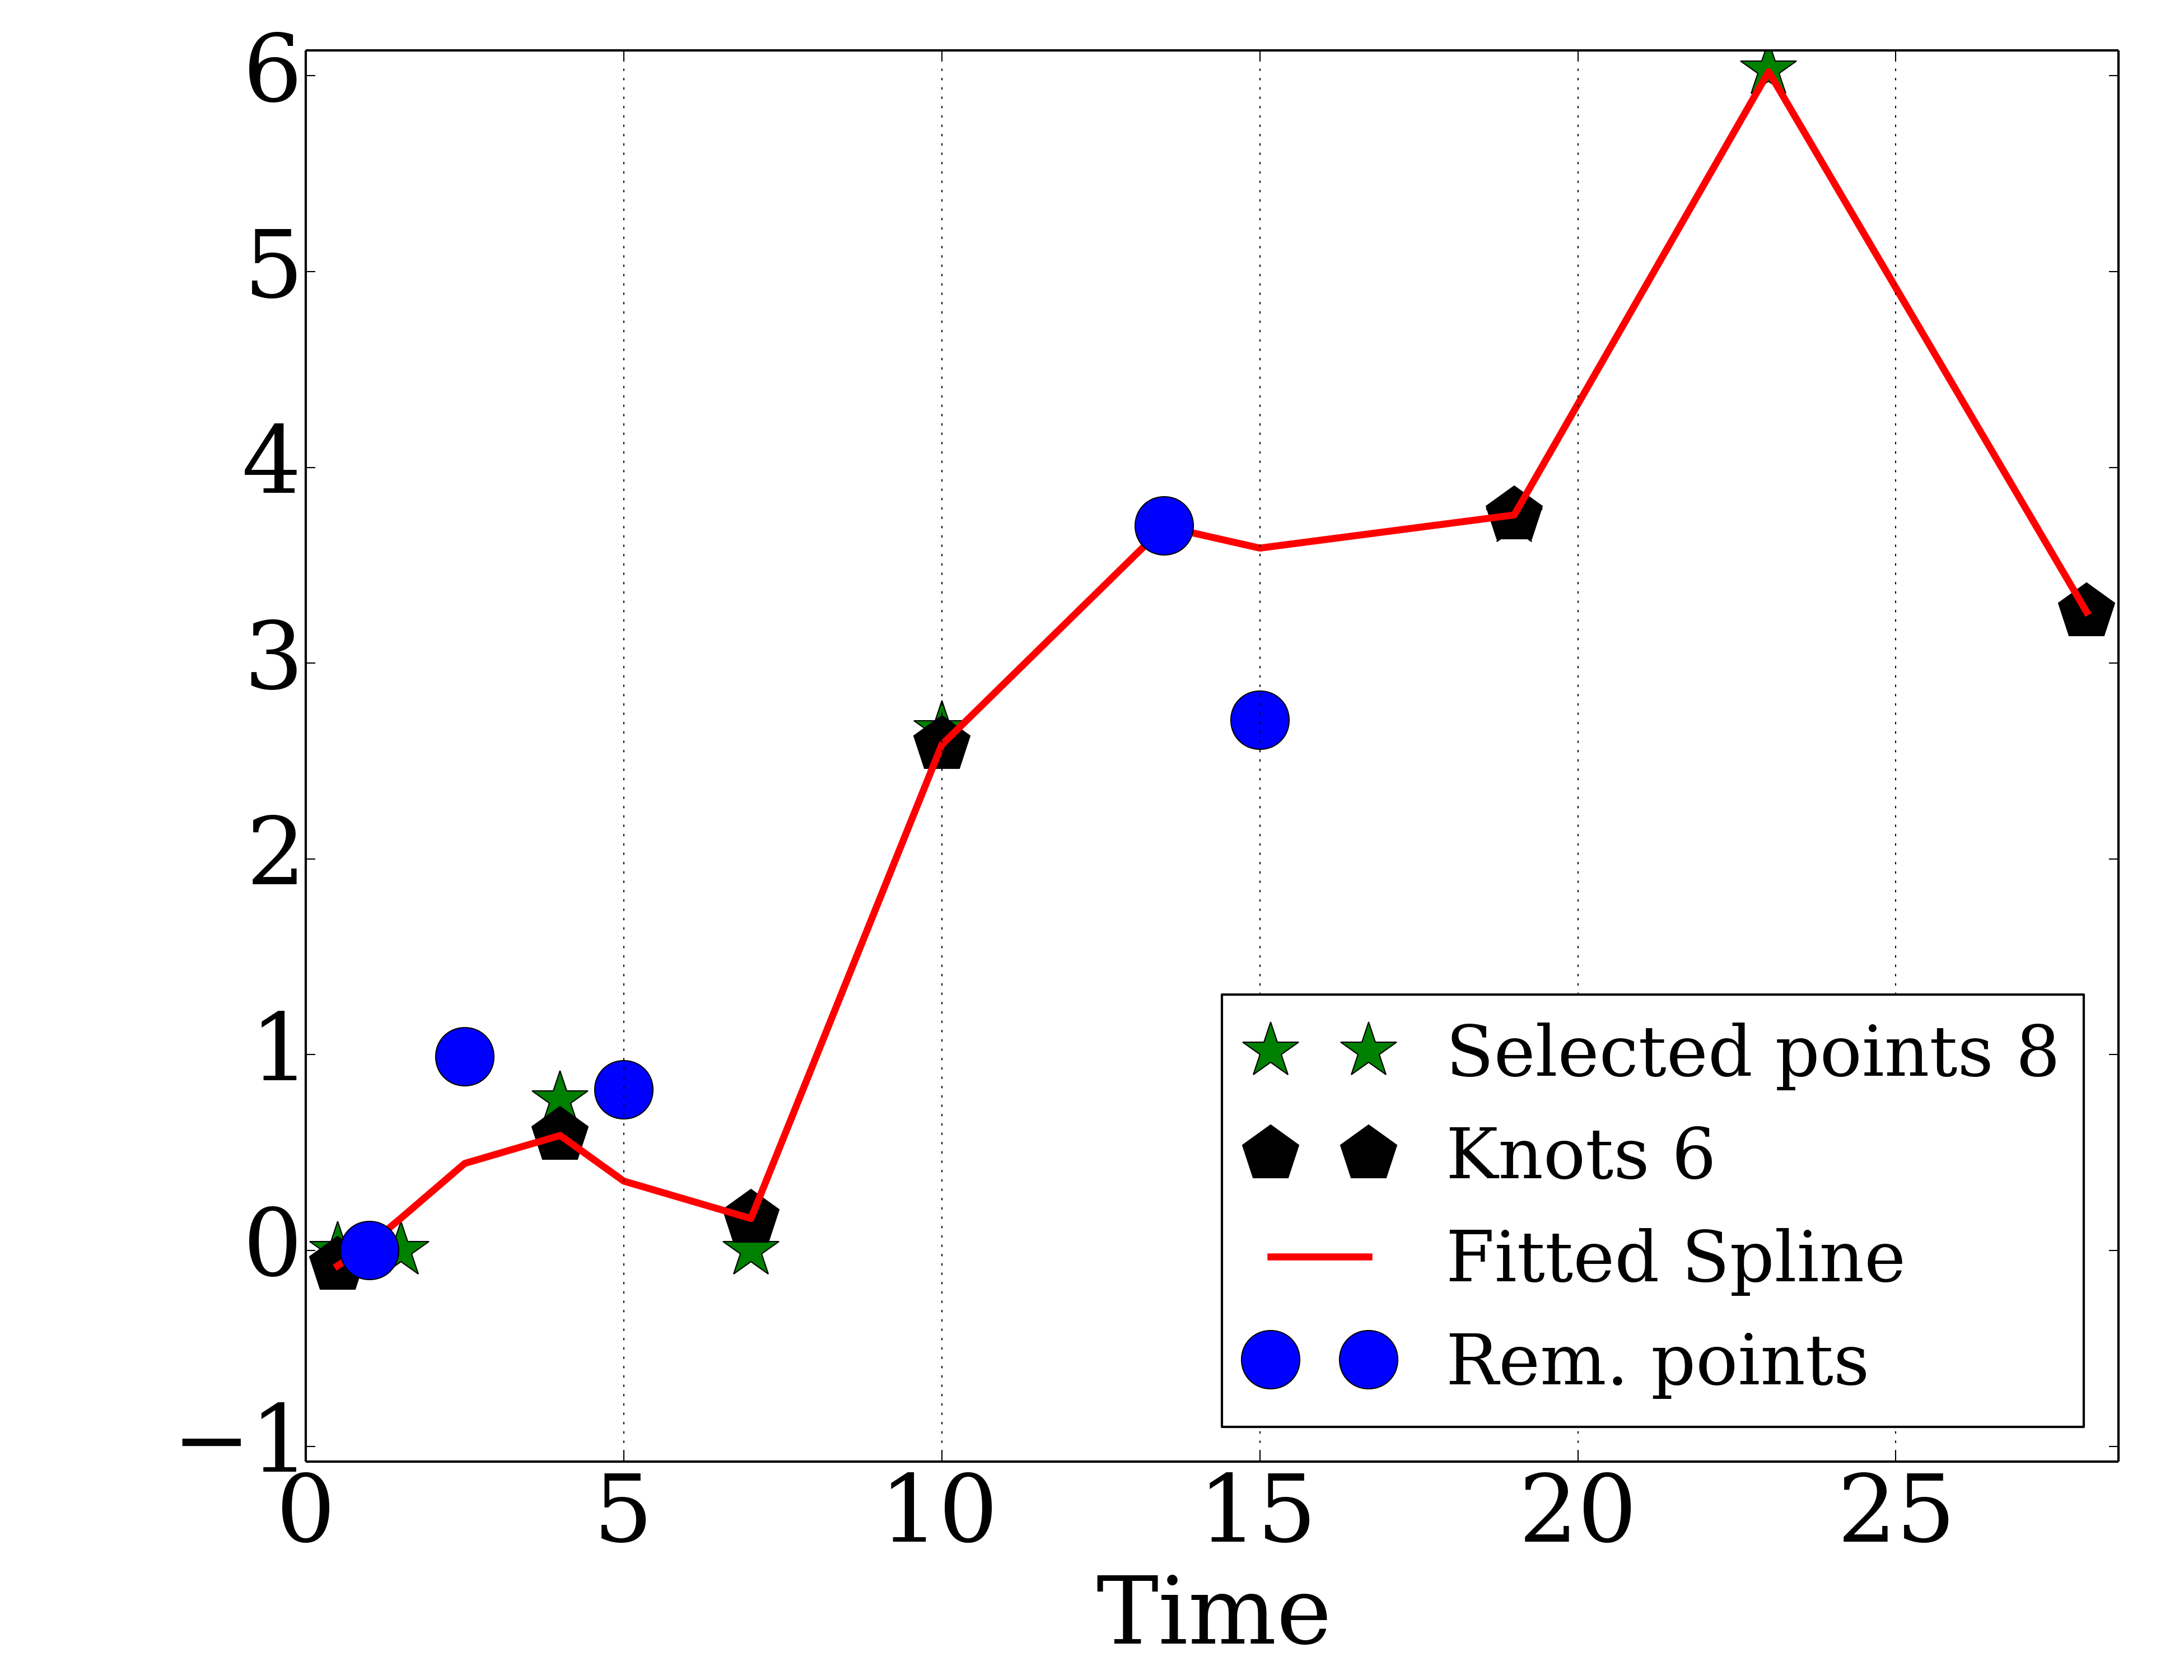 6
5
4
3
2
1
0
−1
0 5 10 15 20 25
Time
Selected points 8
Knots 6
Fitted Spline
Rem. points